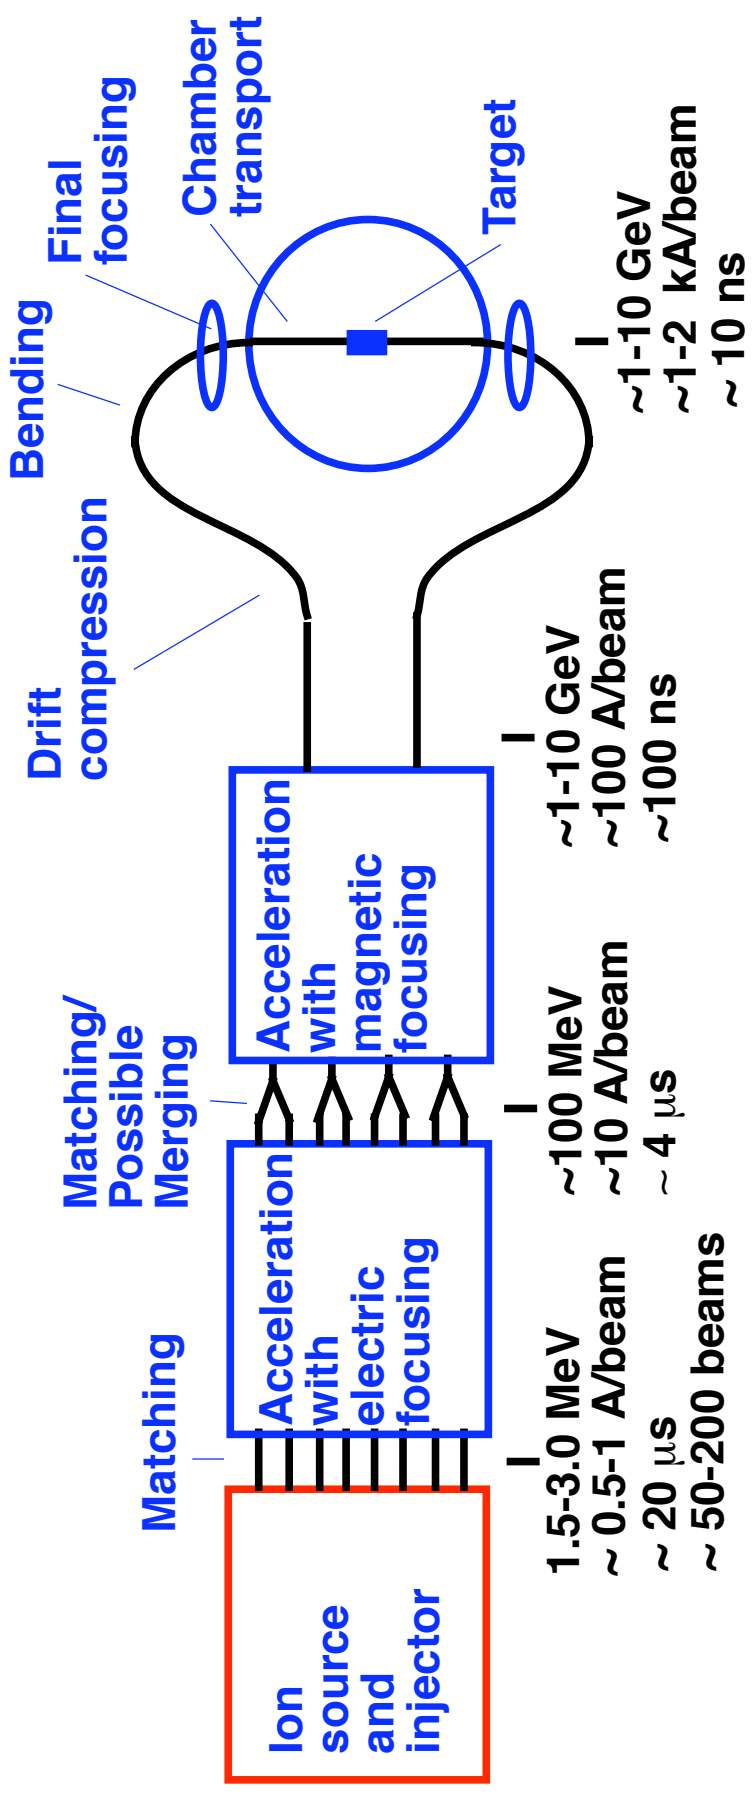 Ion
source
and
injector
Matching
Acceleration
with
electric
focusing
Matching/
Possible
Merging
Acceleration
with
magnetic
focusing
Drift
compression
Bending
Final
focusing
Chamber
transport
Target
1.5-3.0 MeV
~ 0.5-1 A/beam
~ 20 μs
~ 50-200 beams
~100 MeV
~10 A/beam
~ 4 μs
~1-10 GeV
~100 A/beam
~100 ns
~1-10 GeV
~1-2 kA/beam
~ 10 ns